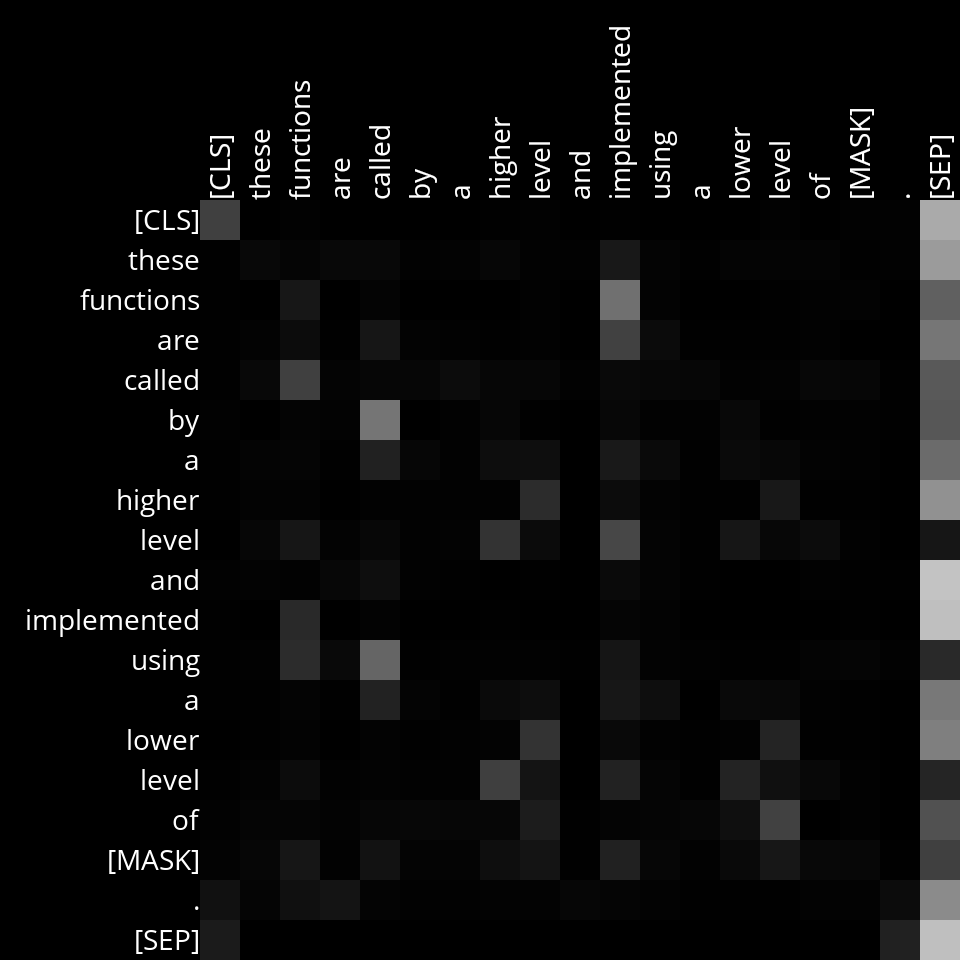 [CLS] these functions are called by a higher level and implemented using a lower level of [MASK] . [SEP]
[CLS]
these
functions
are
called
by
a
higher
level
and
implemented
using
a
lower
level
of
[MASK]
.
[SEP]